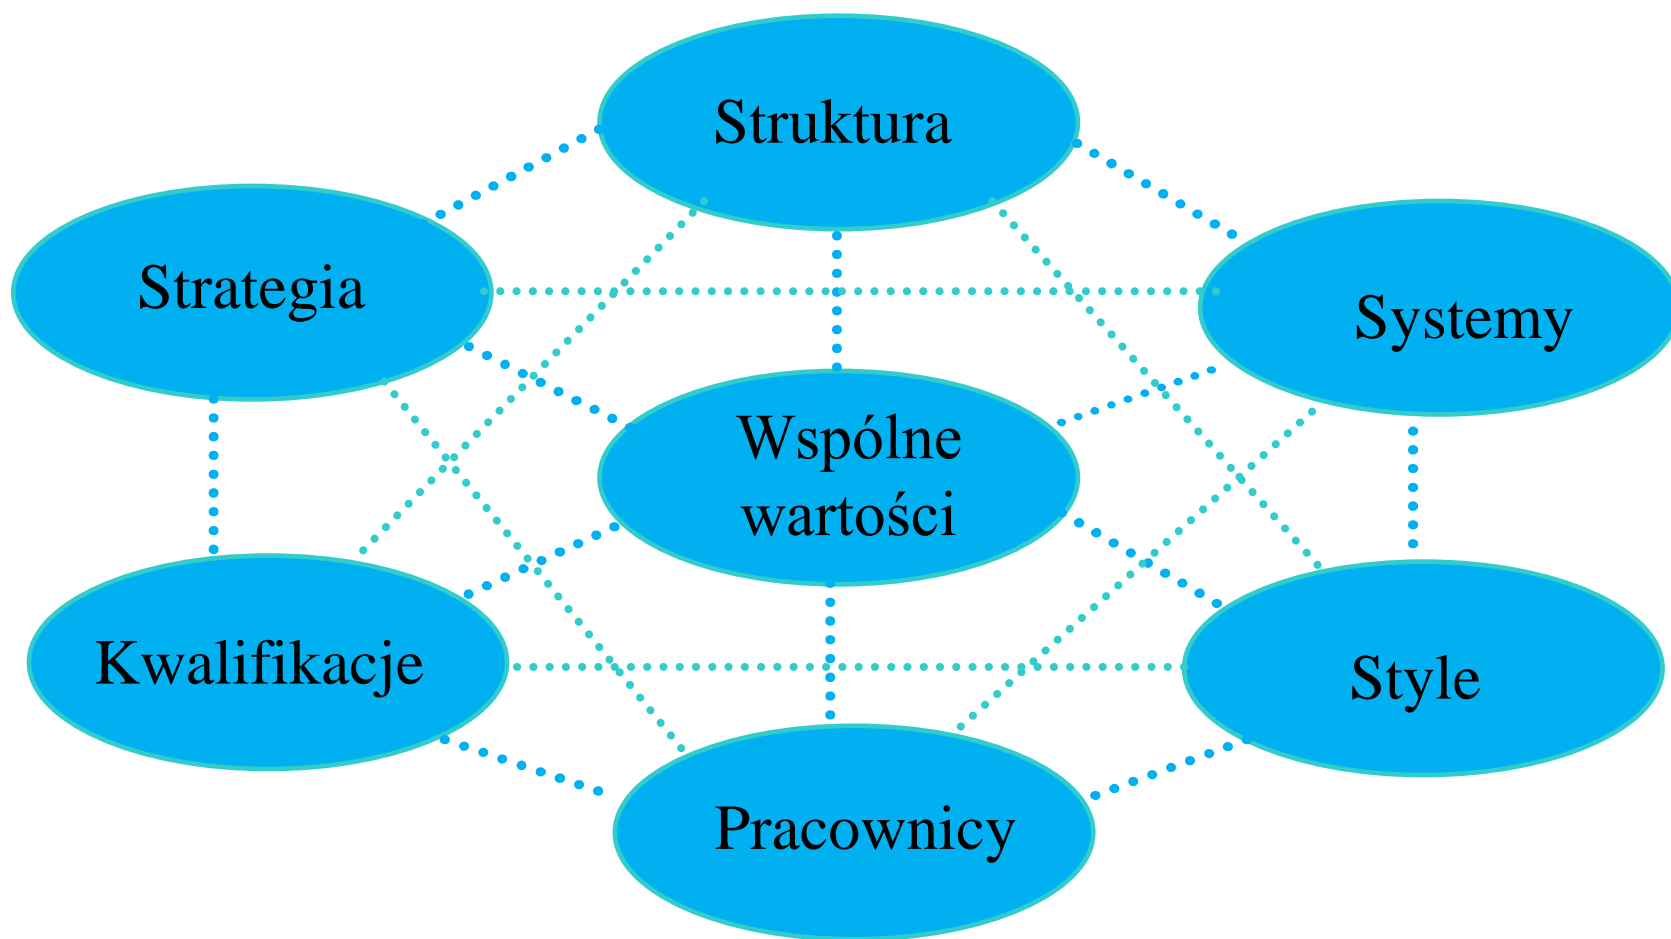 Struktura
Strategia
Systemy
Wspólne
wartości
Kwalifikacje
Style
Pracownicy